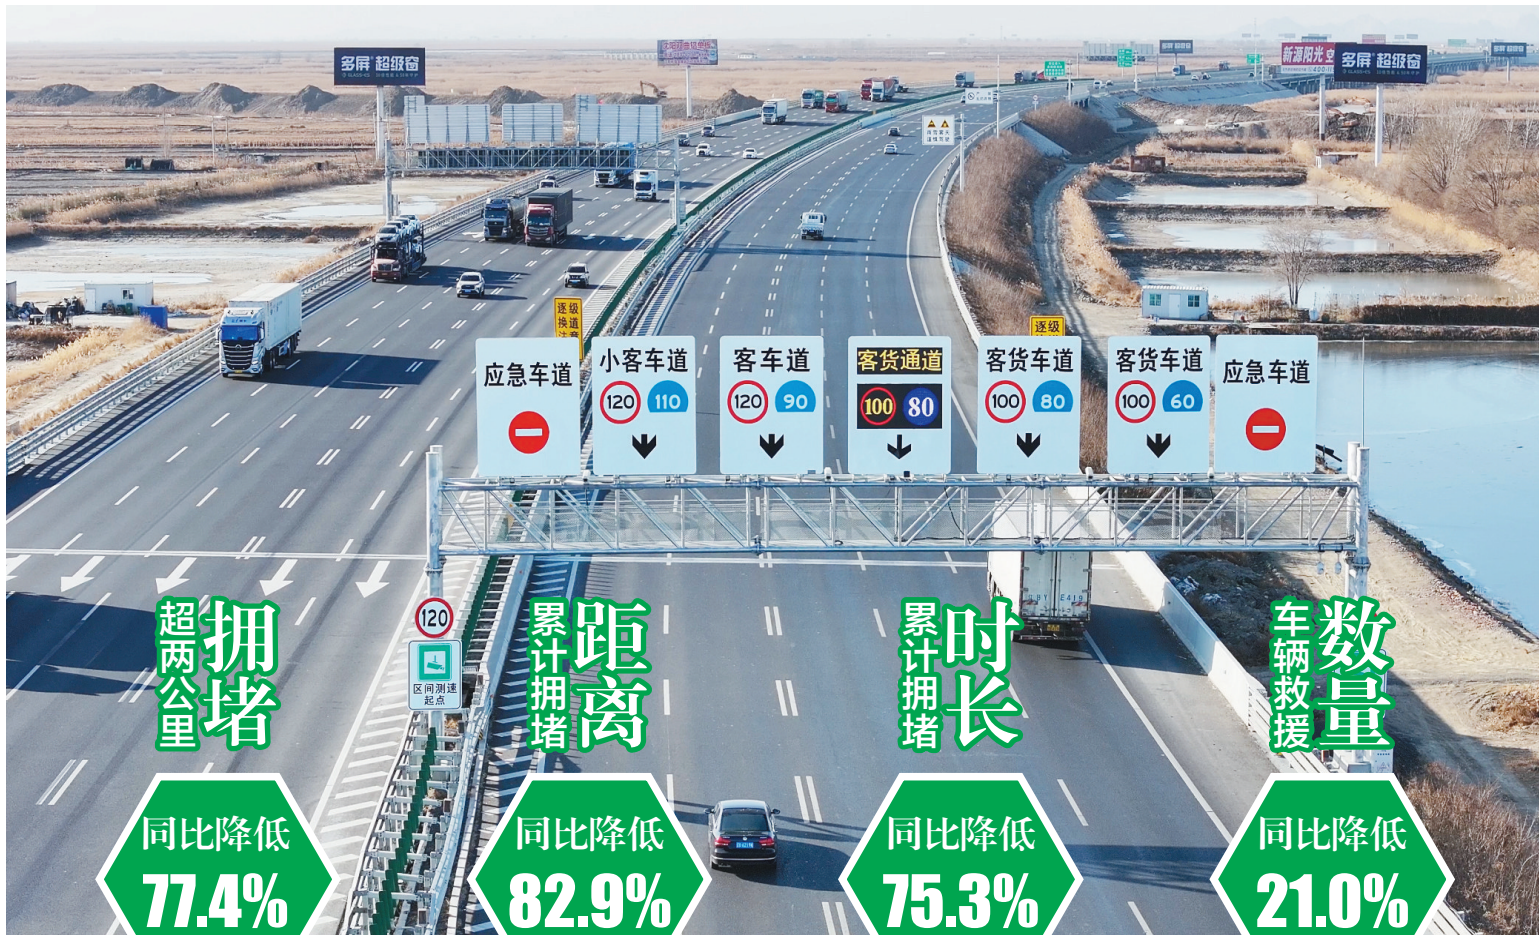 多屏 超级窗
新源阳光
多屏 超级窗
逐级
换道
逐级
应急车道
小客车道
120 110
客车道
120 90
客货通道
100 80
客货车道
100 80
客货车道
100 60
应急车道
120
区间测速
起点
超两公里
拥堵
同比降低
77.4%
累计拥堵
距离
同比降低
82.9%
累计拥堵
时长
同比降低
75.3%
车辆救援
数量
同比降低
21.0%